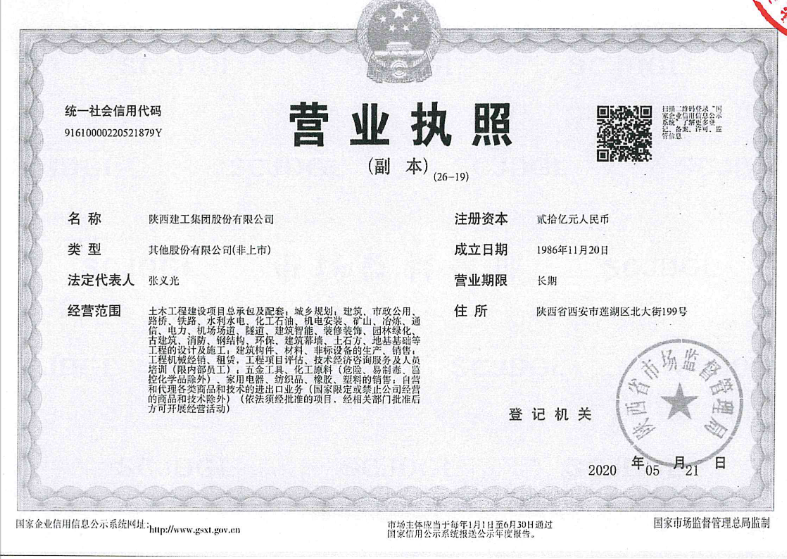 统一社会信用代码
91610000220521879Y
营业执照
(副 本)
(26-19)
扫描二维码登录“国
家企业信用信息公示
系统”了解更多登
记、备案、许可、监
管信息
名 称 陕西建工集团股份有限公司
类 型 其他股份有限公司(非上市)
法定代表人 张义光
经营范围 土木工程建设项目总承包及配套；城乡规划；建筑、市政公用、
路桥、铁路、水利水电、化工石油、机电安装、矿山、冶炼、通
信、电力、机场场道、隧道、建筑智能、装修装饰、园林绿化、
古建筑、消防、钢结构、环保、建筑幕墙、土石方、地基基础等
工程的设计及施工；建筑构件、材料、非标设备的生产、销售；
工程机械经销、租赁；工程项目评估、技术经济咨询服务及人员
培训（限内部员工）；五金工具、化工原料（危险、易制毒、监
控化学品除外）、家用电器、纺织品、橡胶、塑料的销售；自营
和代理各类商品和技术的进出口业务（国家限定或禁止公司经营
的商品和技术除外）（依法须经批准的项目，经相关部门批准后
方可开展经营活动）
注册资本 贰拾亿元人民币
成立日期 1986年11月20日
营业期限 长期
住 所 陕西省西安市莲湖区北大街199号
登记机关
陕西省市场监督管理局
2020 年 05 月 21 日
国家企业信用信息公示系统网址：http://www.gsxt.gov.cn
市场主体应当于每年1月1日至6月30日通过
国家信用公示系统报送公示年度报告。
国家市场监督管理总局监制